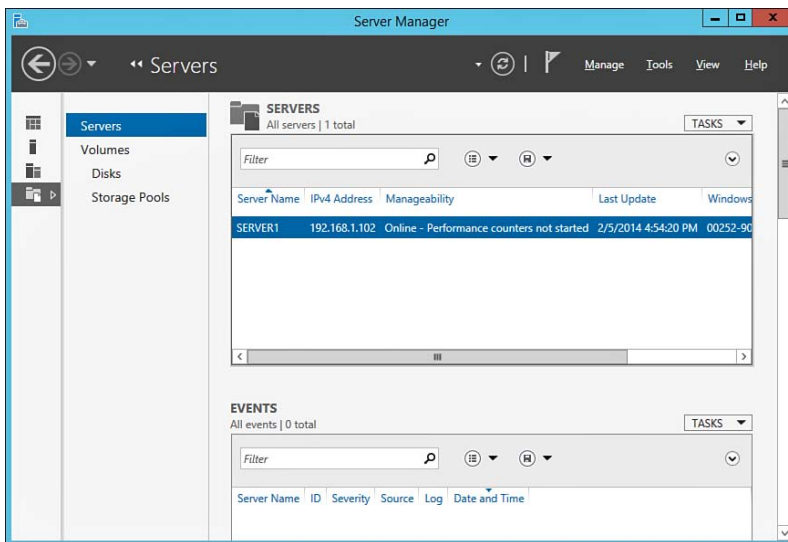 Server Manager
Servers
Manage Tools View Help
Servers
Volumes
Disks
Storage Pools
SERVERS
All servers | 1 total
TASKS
Filter
Server Name IPv4 Address Manageability Last Update Windows
SERVER1 192.168.1.102 Online - Performance counters not started 2/5/2014 4:54:20 PM 00252-90
EVENTS
All events | 0 total
TASKS
Filter
Server Name ID Severity Source Log Date and Time